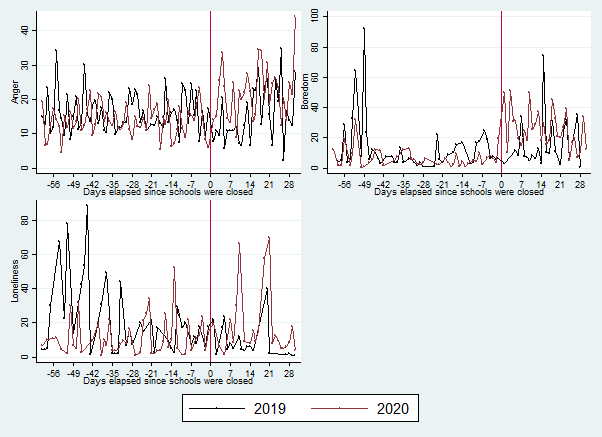 Anger
0 10 20 30 40
-56 -49 -42 -35 -28 -21 -14 -7 0 7 14 21 28
Days elapsed since schools were closed
Boredom
0 20 40 60 80 100
-56 -49 -42 -35 -28 -21 -14 -7 0 7 14 21 28
Days elapsed since schools were closed
Loneliness
0 20 40 60 80
-56 -49 -42 -35 -28 -21 -14 -7 0 7 14 21 28
Days elapsed since schools were closed
2019 2020